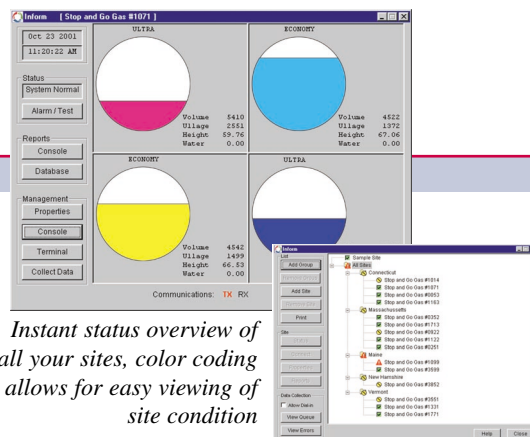 Inform [ Stop and Go Gas #1071 ]
Oct 23 2001
11:20:22 AM
Status
System Normal
Alarm / Test
Reports
Console
Database
Management
Properties
Console
Terminal
Collect Data
ULTRA
Volume 5410
Ullage 2551
Height 59.76
Water 0.00
ECONOMY
Volume 4522
Ullage 1372
Height 67.06
Water 0.00
ECONOMY
Volume 4542
Ullage 1499
Height 66.53
Water 0.00
ULTRA
Communications: TX RX
Inform
List
Add Group
Add Site
Print
Site
Data Collection
Allow Dial-in
View Queue
View Errors
Sample Site
All Sites
Connecticut
Stop and Go Gas #1014
Stop and Go Gas #1071
Stop and Go Gas #0053
Stop and Go Gas #1103
Massachusetts
Stop and Go Gas #0352
Stop and Go Gas #1713
Stop and Go Gas #0922
Stop and Go Gas #1122
Stop and Go Gas #0251
Maine
Stop and Go Gas #1099
Stop and Go Gas #3599
New Hamshire
Stop and Go Gas #3852
Vermont
Stop and Go Gas #3951
Stop and Go Gas #1331
Stop and Go Gas #1771
Help Close
Instant status overview of
all your sites, color coding
allows for easy viewing of
site condition